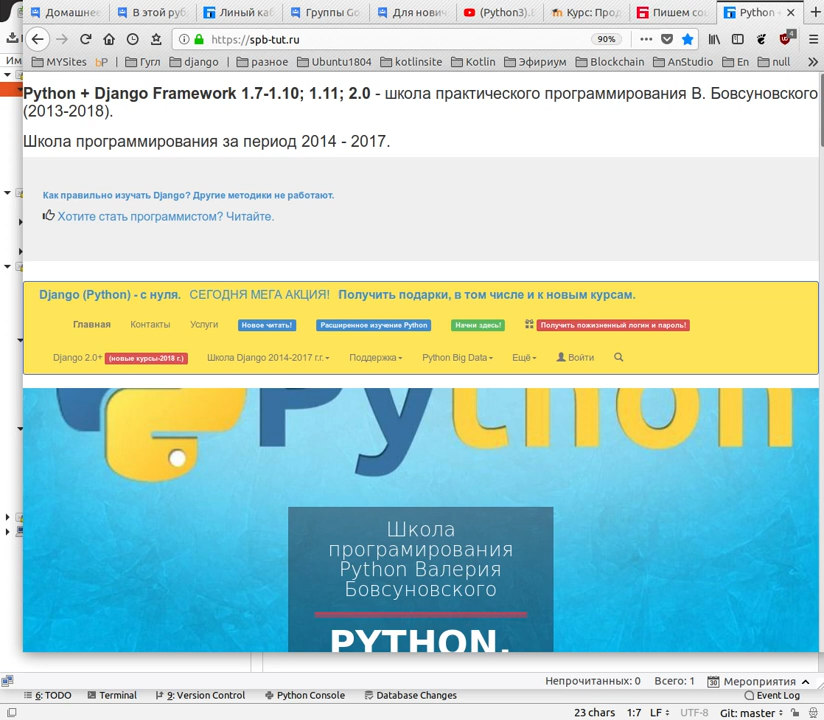 Домашнее
В этой руб
Линый каб
Группы Go
Для нович
(Python3).Е
Курс: Прод
Пишем соц
Python +
https://spb-tut.ru
90%
4
MYSites
bP
Гугл
django
разное
Ubuntu1804
kotlinsite
Kotlin
Эфириум
Blockchain
AnStudio
En
null
Им
Python + Django Framework 1.7-1.10; 1.11; 2.0 - школа практического программирования В. Бовсуновского
(2013-2018).
Школа программирования за период 2014 - 2017.
Как правильно изучать Django? Другие методики не работают.
Хотите стать программистом? Читайте.
Django (Python) - с нуля. СЕГОДНЯ МЕГА АКЦИЯ! Получить подарки, в том числе и к новым курсам.
Главная Контакты Услуги Новое читать! Расширенное изучение Python Начни здесь! Получить пожизненный логин и пароль!
Django 2.0+ (новые курсы-2018 г.) Школа Django 2014-2017 г.г. Поддержка Python Big Data Ещё Войти
Python
Школа
програмирования
Python Валерия
Бовсуновского
PYTHON.
Непрочитанных: 0 Всего: 1 30 Мероприятия
6: TODO Terminal 9: Version Control Python Console Database Changes Event Log
23 chars 1:7 LF UTF-8 Git: master